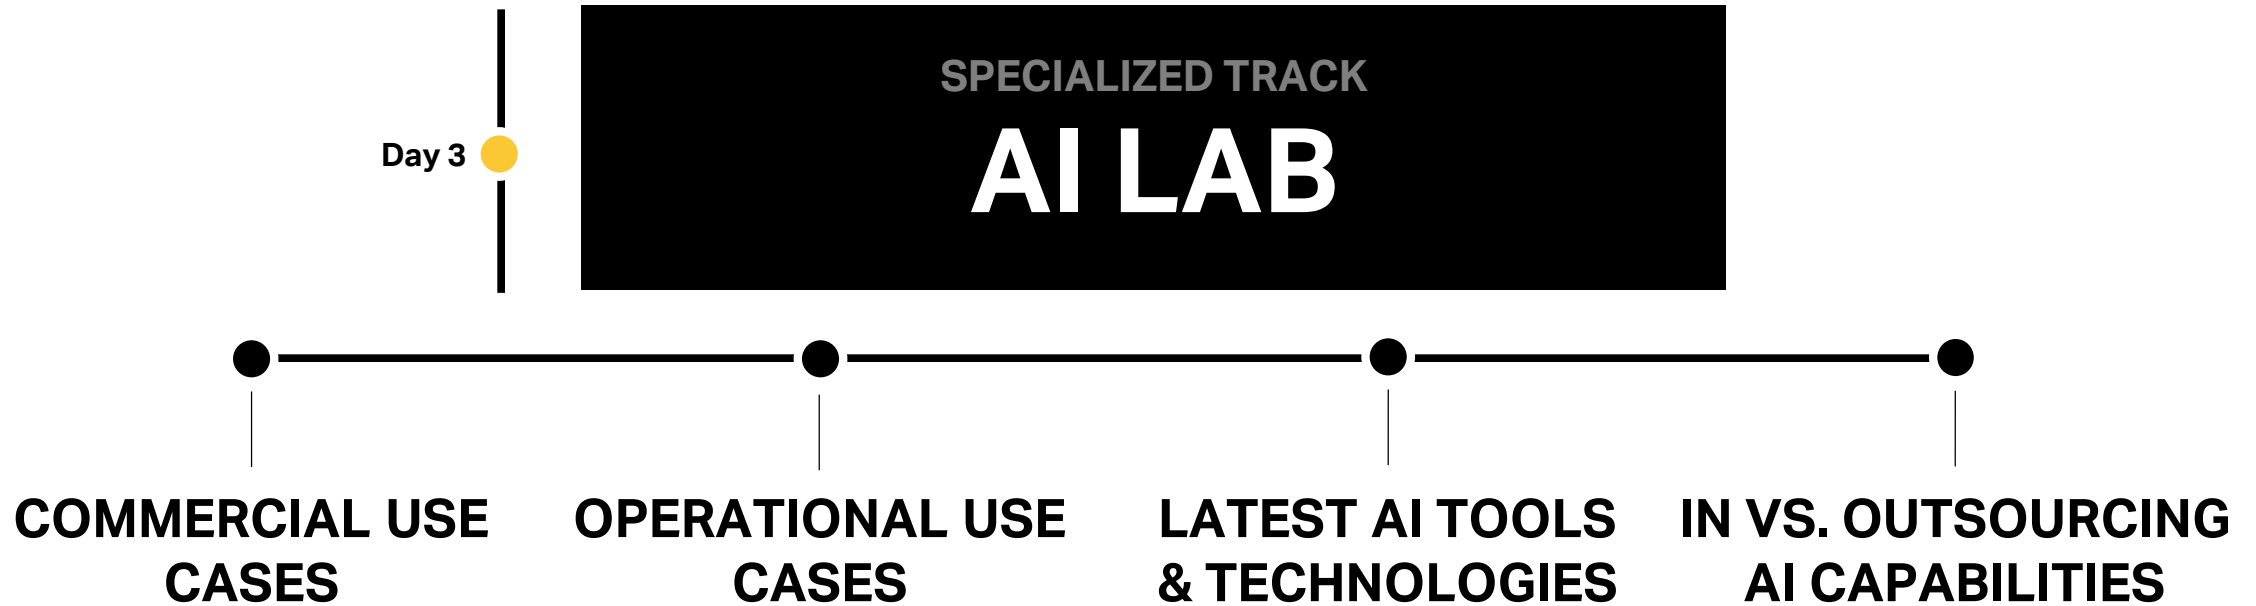 SPECIALIZED TRACK
AI LAB
Day 3
COMMERCIAL USE
CASES
OPERATIONAL USE
CASES
LATEST AI TOOLS
& TECHNOLOGIES
IN VS. OUTSOURCING
AI CAPABILITIES